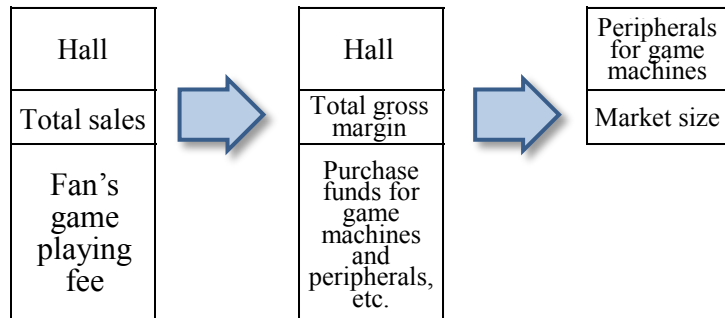 Hall
Total sales
Fan’s
game
playing
fee
Hall
Total gross
margin
Purchase
funds for
game
machines
and
peripherals,
etc.
Peripherals
for game
machines
Market size